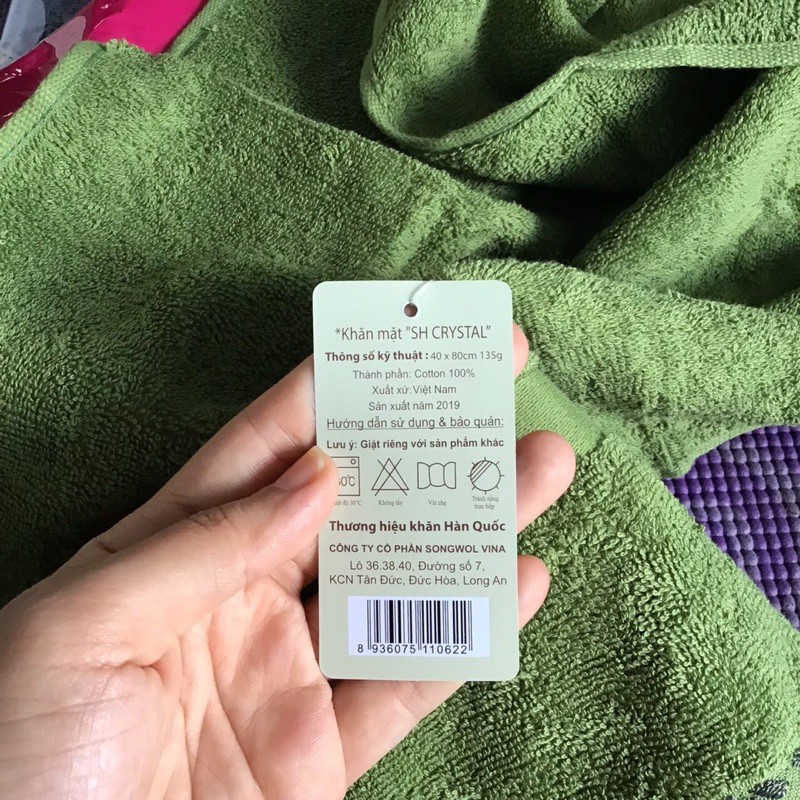 *Khăn mặt "SH CRYSTAL"
Thông số kỹ thuật : 40 x 80cm 135g
Thành phần: Cotton 100%
Xuất xứ: Việt Nam
Sản xuất năm 2019
Hướng dẫn sử dụng & bảo quản:
Lưu ý: Giặt riêng với sản phẩm khác
Không tẩy Vắt nhẹ Tránh nắng
trực tiếp
Thương hiệu khăn Hàn Quốc
CÔNG TY CỔ PHẦN SONGWOL VINA
Lô 36.38.40, Đường số 7,
KCN Tân Đức, Đức Hòa, Long An
8 936075 110622